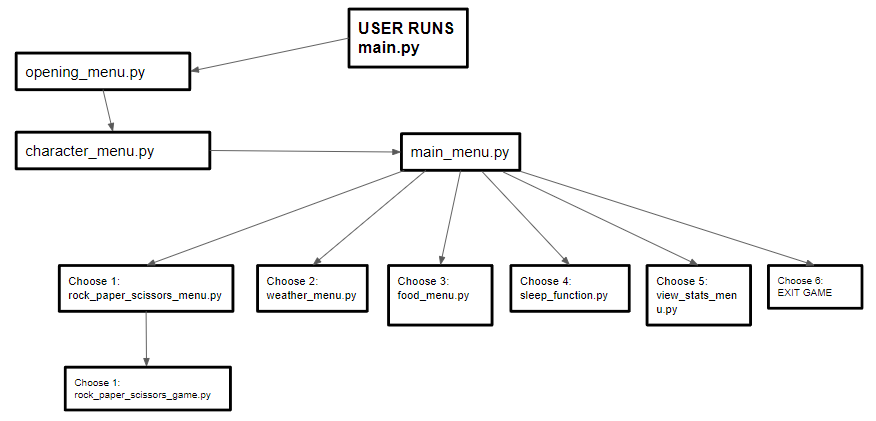 USER RUNS
main.py
opening_menu.py
character_menu.py
main_menu.py
Choose 1:
rock_paper_scissors_menu.py
Choose 2:
weather_menu.py
Choose 3:
food_menu.py
Choose 4:
sleep_function.py
Choose 5:
view_stats_men
u.py
Choose 6:
EXIT GAME
Choose 1:
rock_paper_scissors_game.py